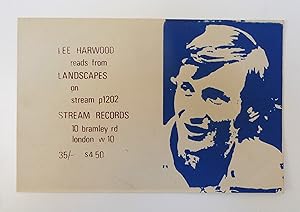 LEE HARWOOD
reads from
LANDSCAPES
on
stream p1202
STREAM RECORDS
10 bramley rd
london w 10
35/- $4 50